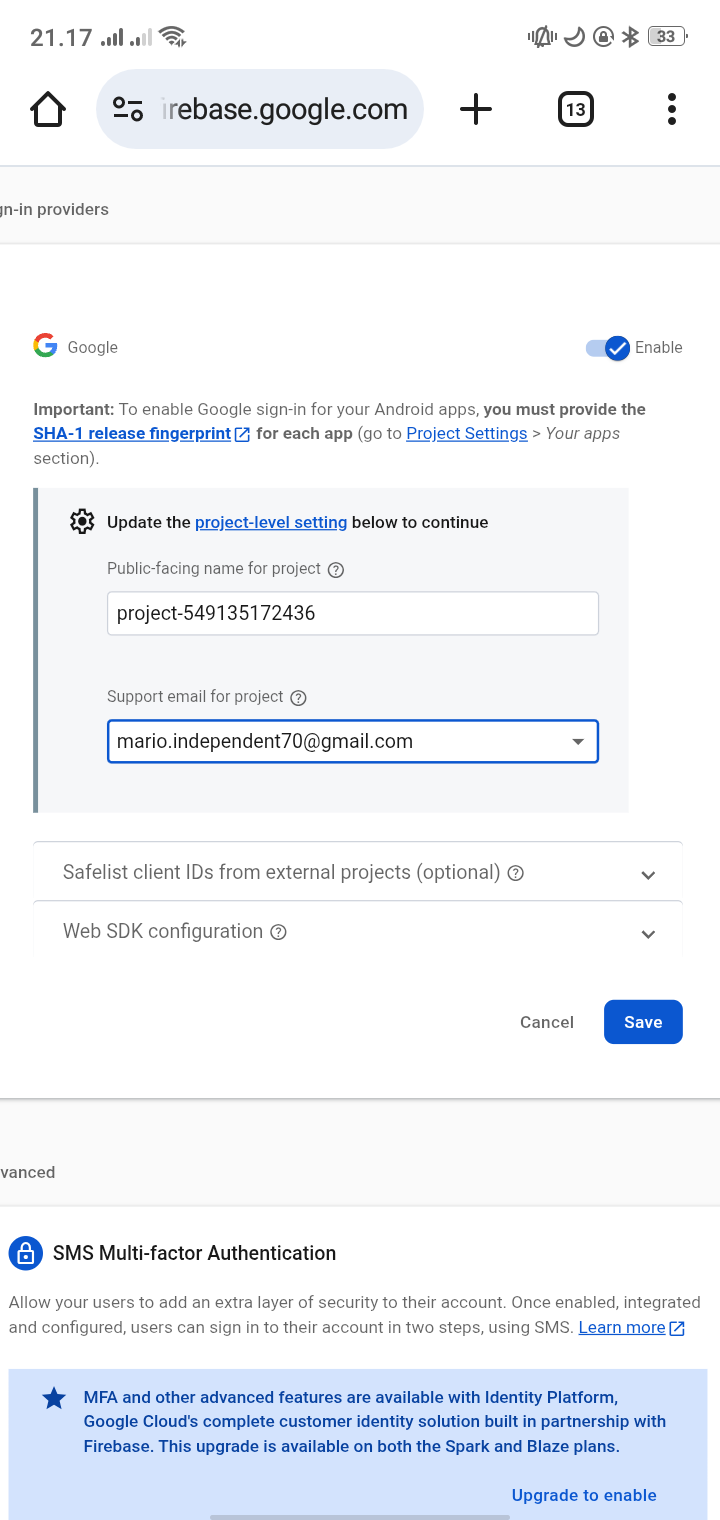 21.17
33
irebase.google.com
13
gn-in providers
Google
Enable
Important: To enable Google sign-in for your Android apps, you must provide the
SHA-1 release fingerprint for each app (go to Project Settings > Your apps
section).
Update the project-level setting below to continue
Public-facing name for project
project-549135172436
Support email for project
mario.independent70@gmail.com
Safelist client IDs from external projects (optional)
Web SDK configuration
Cancel
Save
vanced
SMS Multi-factor Authentication
Allow your users to add an extra layer of security to their account. Once enabled, integrated
and configured, users can sign in to their account in two steps, using SMS. Learn more
MFA and other advanced features are available with Identity Platform,
Google Cloud's complete customer identity solution built in partnership with
Firebase. This upgrade is available on both the Spark and Blaze plans.
Upgrade to enable